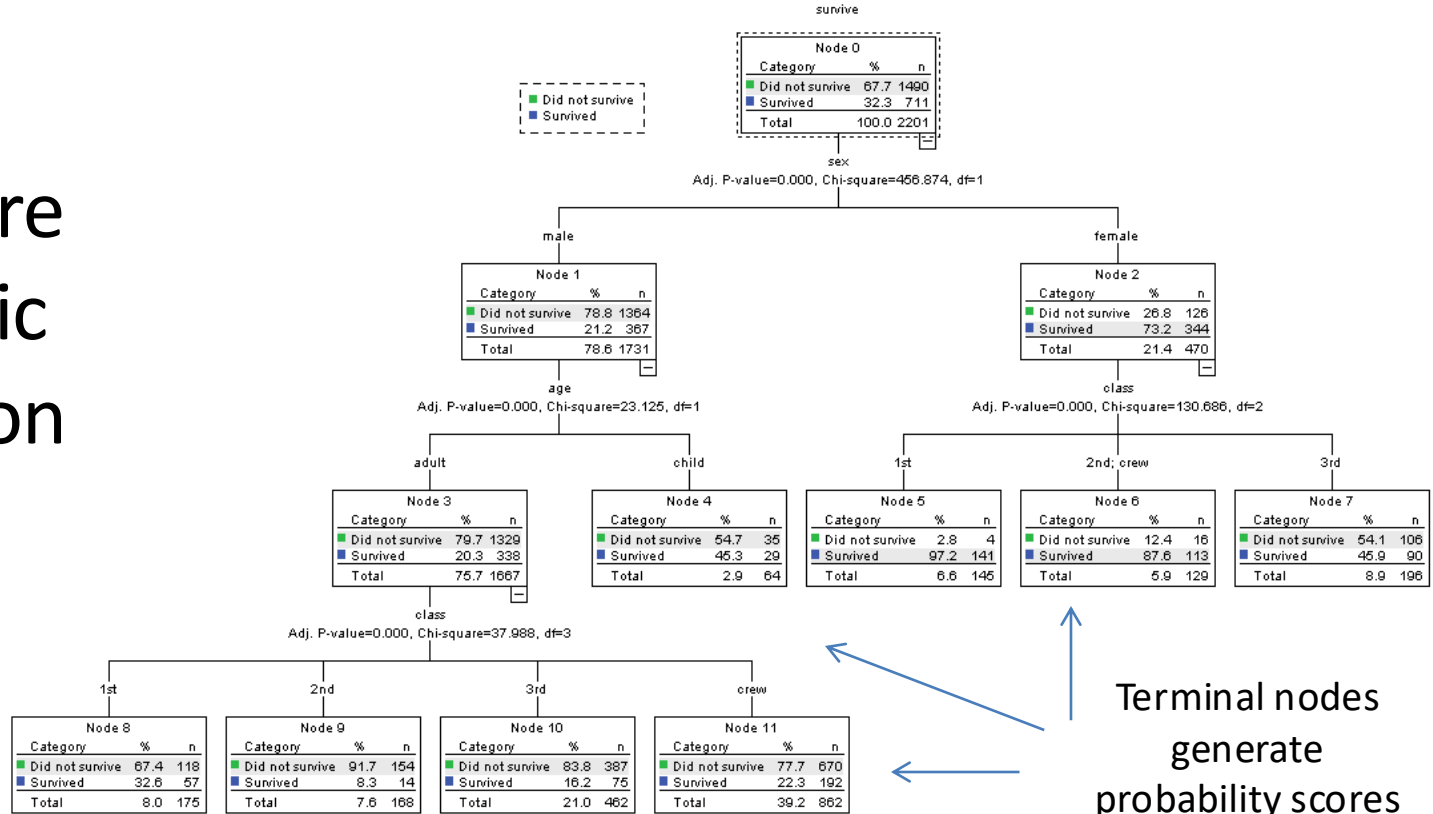 re
ic
on
survive
Did not survive
Survived
Node 0
Category % n
Did not survive 67.7 1490
Survived 32.3 711
Total 100.0 2201
sex
Adj. P-value=0.000, Chi-square=456.874, df=1
male
female
Node 1
Category % n
Did not survive 78.8 1364
Survived 21.2 367
Total 78.6 1731
Node 2
Category % n
Did not survive 26.8 126
Survived 73.2 344
Total 21.4 470
age
Adj. P-value=0.000, Chi-square=23.125, df=1
class
Adj. P-value=0.000, Chi-square=130.686, df=2
adult
child
1st
2nd; crew
3rd
Node 3
Category % n
Did not survive 79.7 1329
Survived 20.3 338
Total 75.7 1667
Node 4
Category % n
Did not survive 54.7 35
Survived 45.3 29
Total 2.9 64
Node 5
Category % n
Did not survive 2.8 4
Survived 97.2 141
Total 6.6 145
Node 6
Category % n
Did not survive 12.4 16
Survived 87.6 113
Total 5.9 129
Node 7
Category % n
Did not survive 54.1 106
Survived 45.9 90
Total 8.9 196
class
Adj. P-value=0.000, Chi-square=37.988, df=3
1st
2nd
3rd
crew
Node 8
Category % n
Did not survive 67.4 118
Survived 32.6 57
Total 8.0 175
Node 9
Category % n
Did not survive 91.7 154
Survived 8.3 14
Total 7.6 168
Node 10
Category % n
Did not survive 83.8 387
Survived 16.2 75
Total 21.0 462
Node 11
Category % n
Did not survive 77.7 670
Survived 22.3 192
Total 39.2 862
Terminal nodes
generate
probability scores